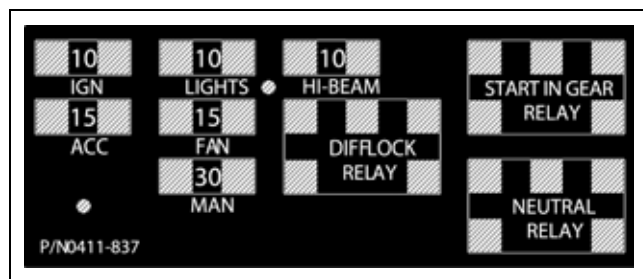 10 10 10
IGN LIGHTS HI-BEAM START IN GEAR
RELAY
15 15
ACC FAN DIFFLOCK
RELAY
30
MAN NEUTRAL
RELAY
P/N0411-837